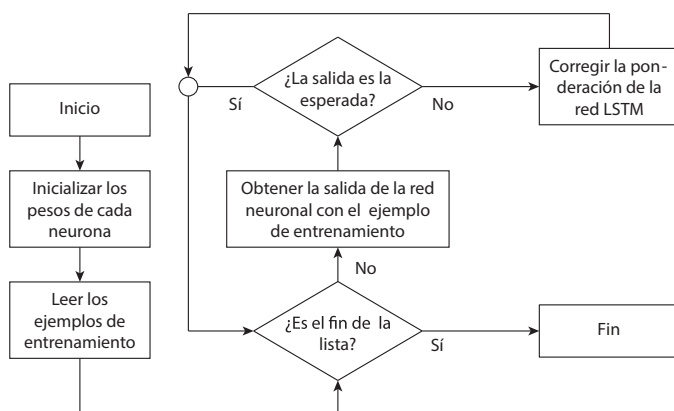 Inicio
Inicializar los
pesos de cada
neurona
Leer los
ejemplos de
entrenamiento
¿La salida es la
esperada?
Sí
No
Corregir la pon-
deración de la
red LSTM
Obtener la salida de la red
neuronal con el ejemplo
de entrenamiento
No
¿Es el fin de la
lista?
Sí
Fin